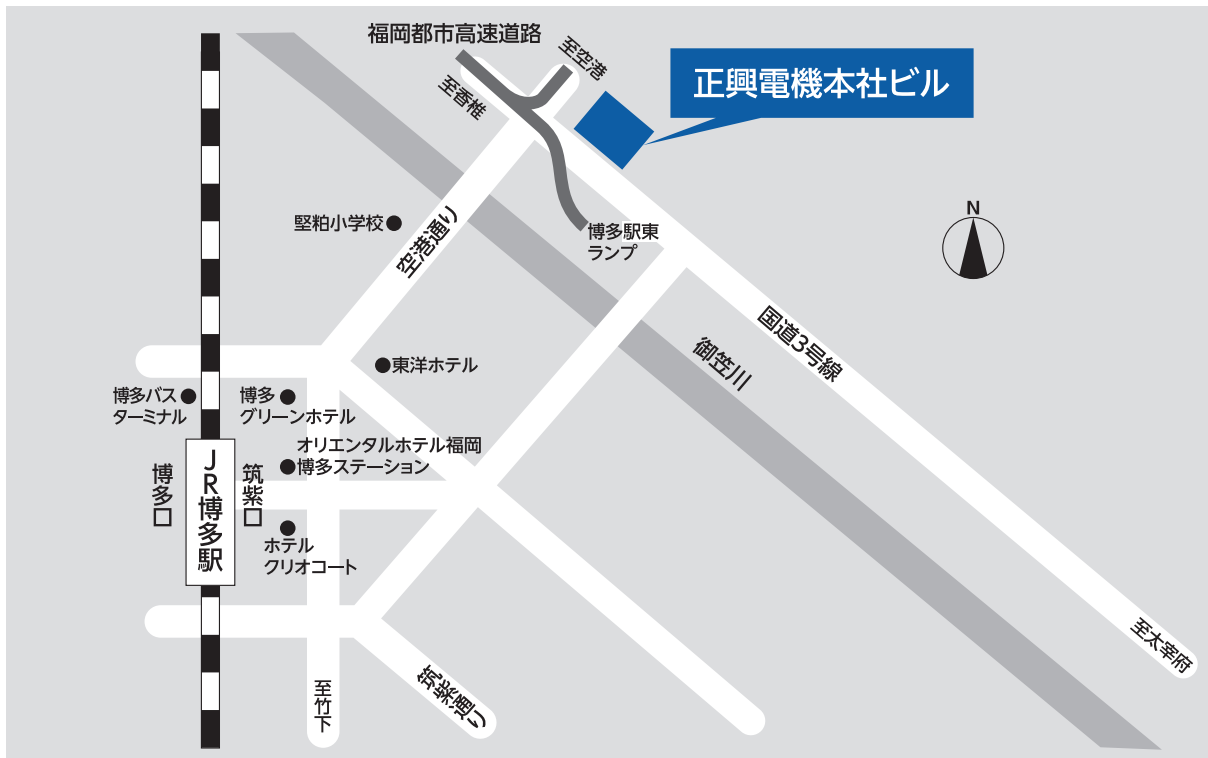 福岡都市高速道路
至空港
至香椎
正興電機本社ビル
堅粕小学校
空港通り
博多駅東
ランプ
N
国道3号線
御笠川
東洋ホテル
博多バス
ターミナル
博多
グリーンホテル
オリエンタルホテル福岡
博多ステーション
博多口
JR博多駅
筑紫口
ホテル
クリオコート
至太宰府
至竹下
筑紫通り